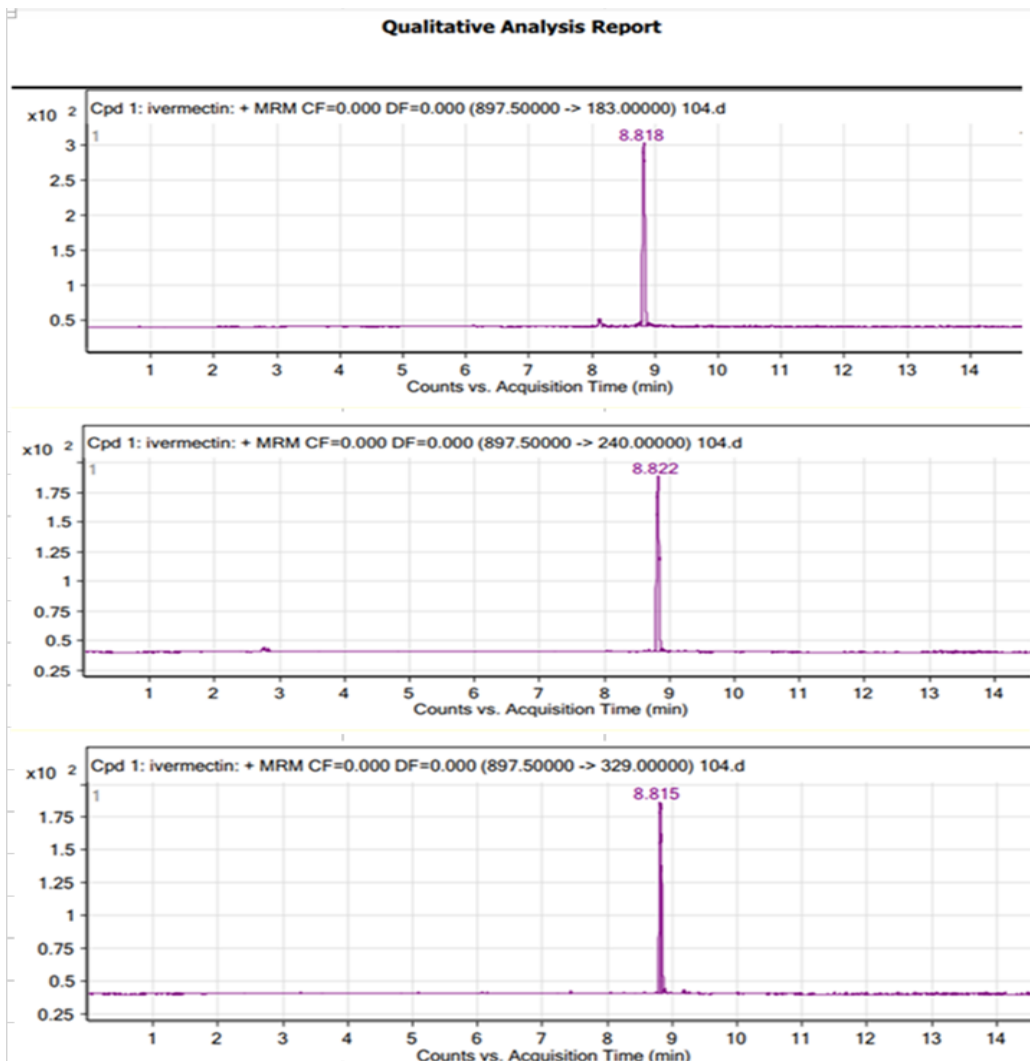 Qualitative Analysis Report
x10 2
Cpd 1: ivermectin: + MRM CF=0.000 DF=0.000 (897.50000 -> 183.00000) 104.d
1
8.818
3
2.5
2
1.5
1
0.5
1 2 3 4 5 6 7 8 9 10 11 12 13 14
Counts vs. Acquisition Time (min)
x10 2
Cpd 1: ivermectin: + MRM CF=0.000 DF=0.000 (897.50000 -> 240.00000) 104.d
1
8.822
1.75
1.5
1.25
1
0.75
0.5
0.25
1 2 3 4 5 6 7 8 9 10 11 12 13 14
Counts vs. Acquisition Time (min)
x10 2
Cpd 1: ivermectin: + MRM CF=0.000 DF=0.000 (897.50000 -> 329.00000) 104.d
1
8.815
1.75
1.5
1.25
1
0.75
0.5
0.25
1 2 3 4 5 6 7 8 9 10 11 12 13 14
Counts vs. Acquisition Time (min)